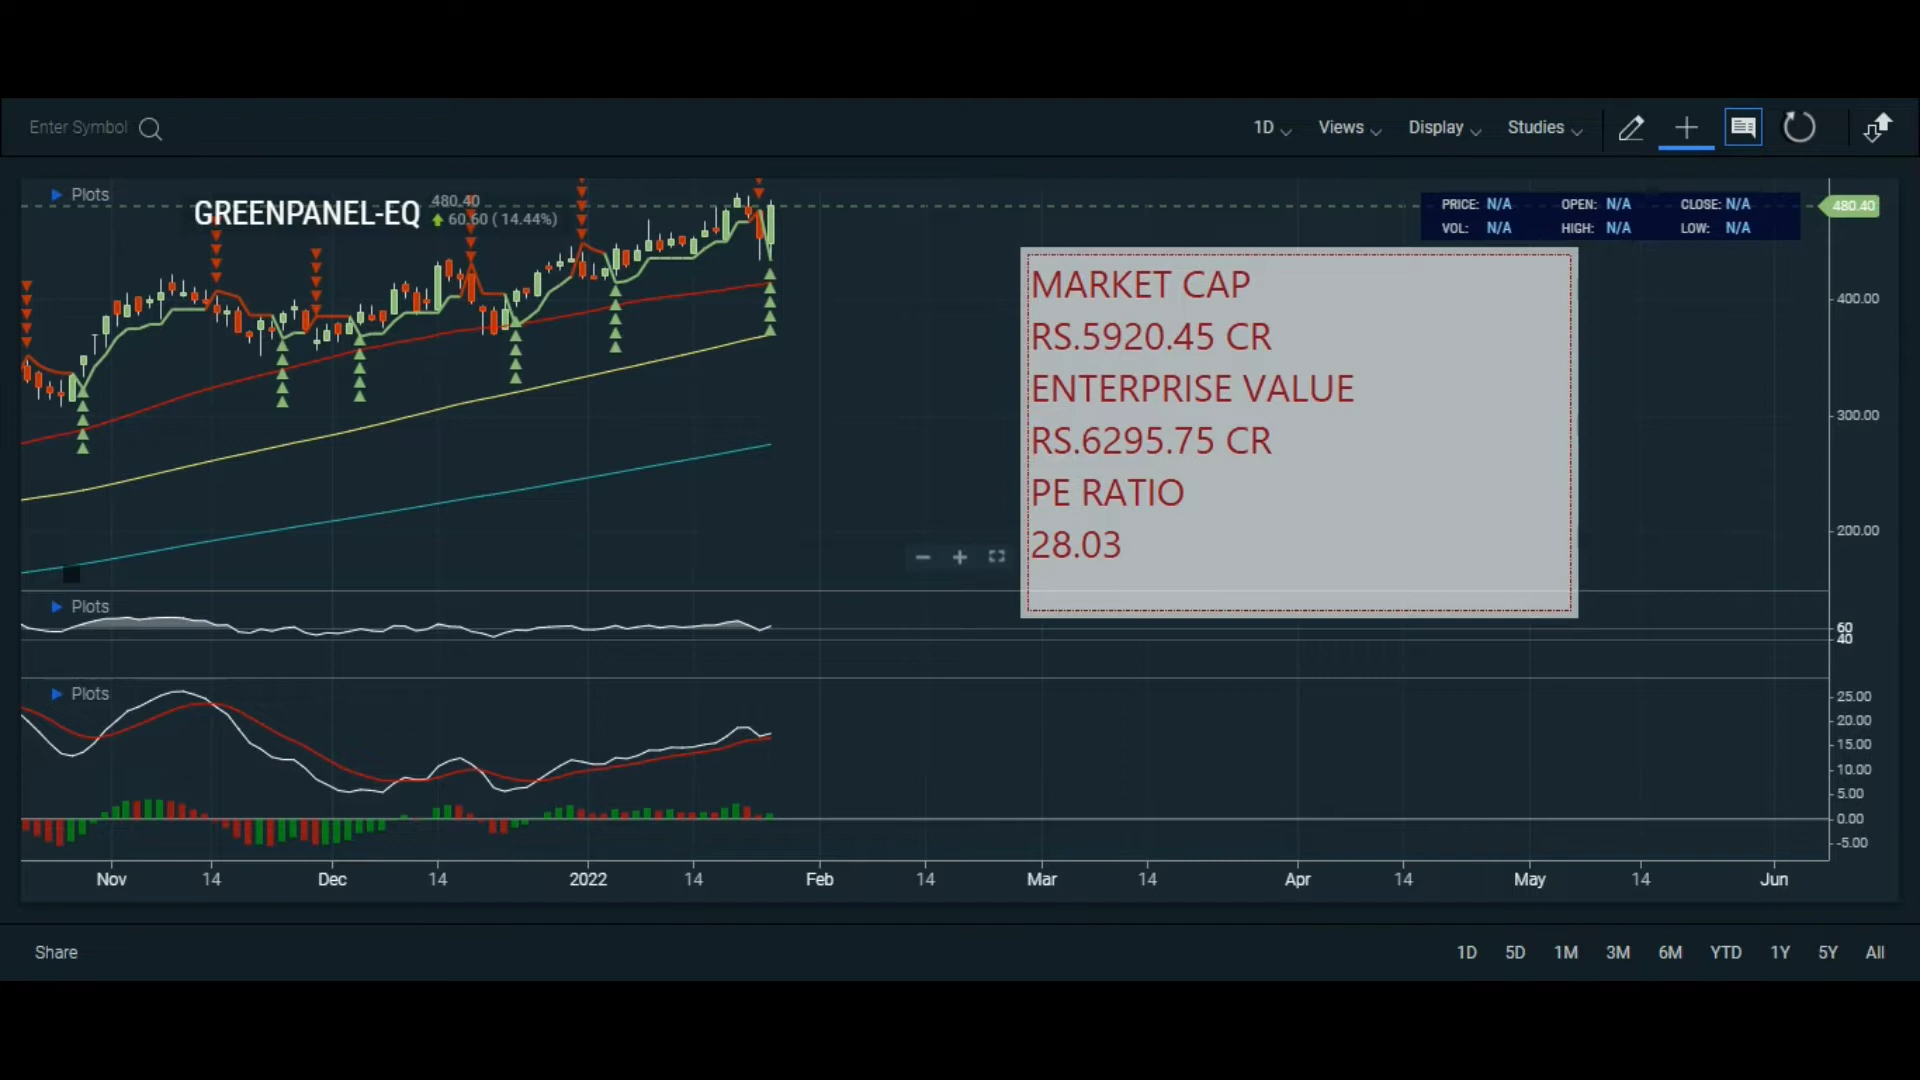 Enter Symbol
1D Views Display Studies
Plots
GREENPANEL-EQ
480.40
60.60 ( 14.44%)
PRICE: N/A OPEN: N/A CLOSE: N/A
VOL: N/A HIGH: N/A LOW: N/A
480.40
MARKET CAP
RS.5920.45 CR
ENTERPRISE VALUE
RS.6295.75 CR
PE RATIO
28.03
400.00
300.00
200.00
Plots
60
40
Plots
25.00
20.00
15.00
10.00
5.00
0.00
-5.00
Nov 14 Dec 14 2022 14 Feb 14 Mar 14 Apr 14 May 14 Jun
Share
1D 5D 1M 3M 6M YTD 1Y 5Y All